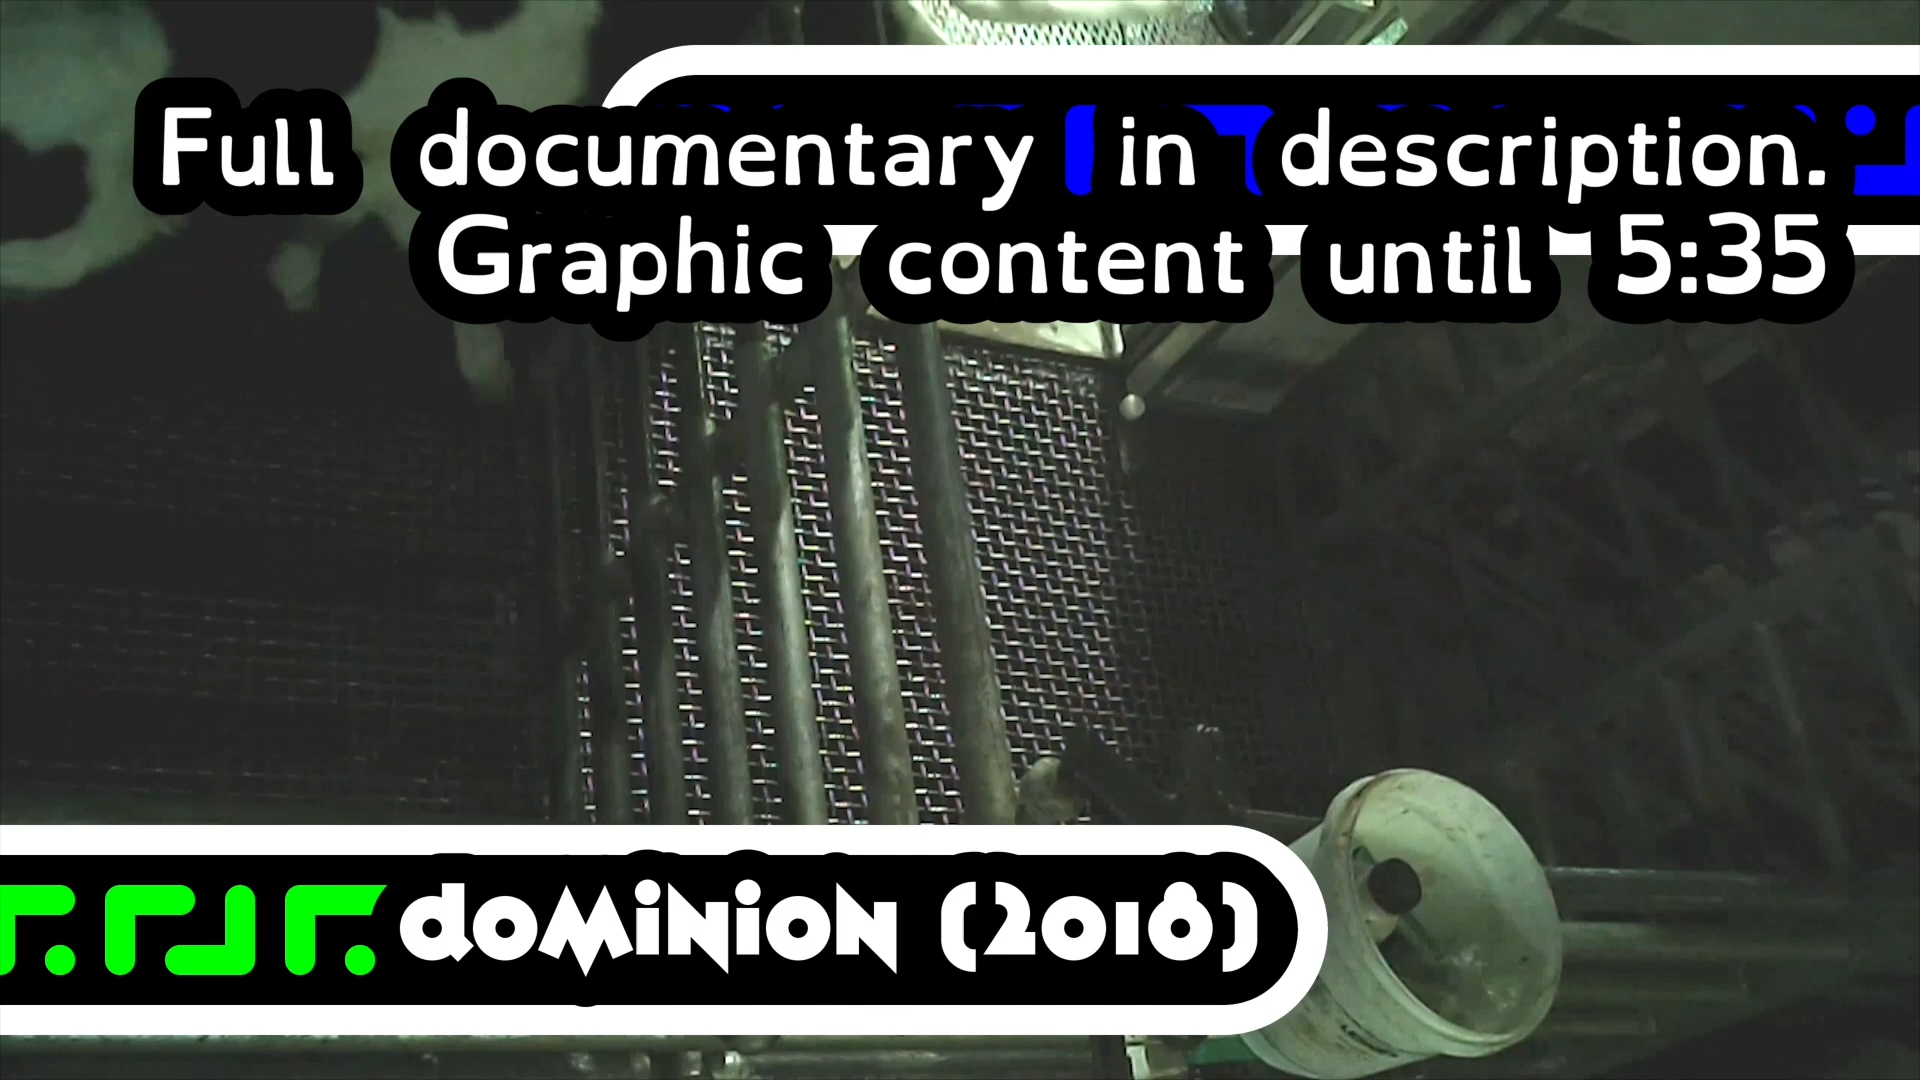 Full documentary in description.
Graphic content until 5:35
doMiNioN (2018)